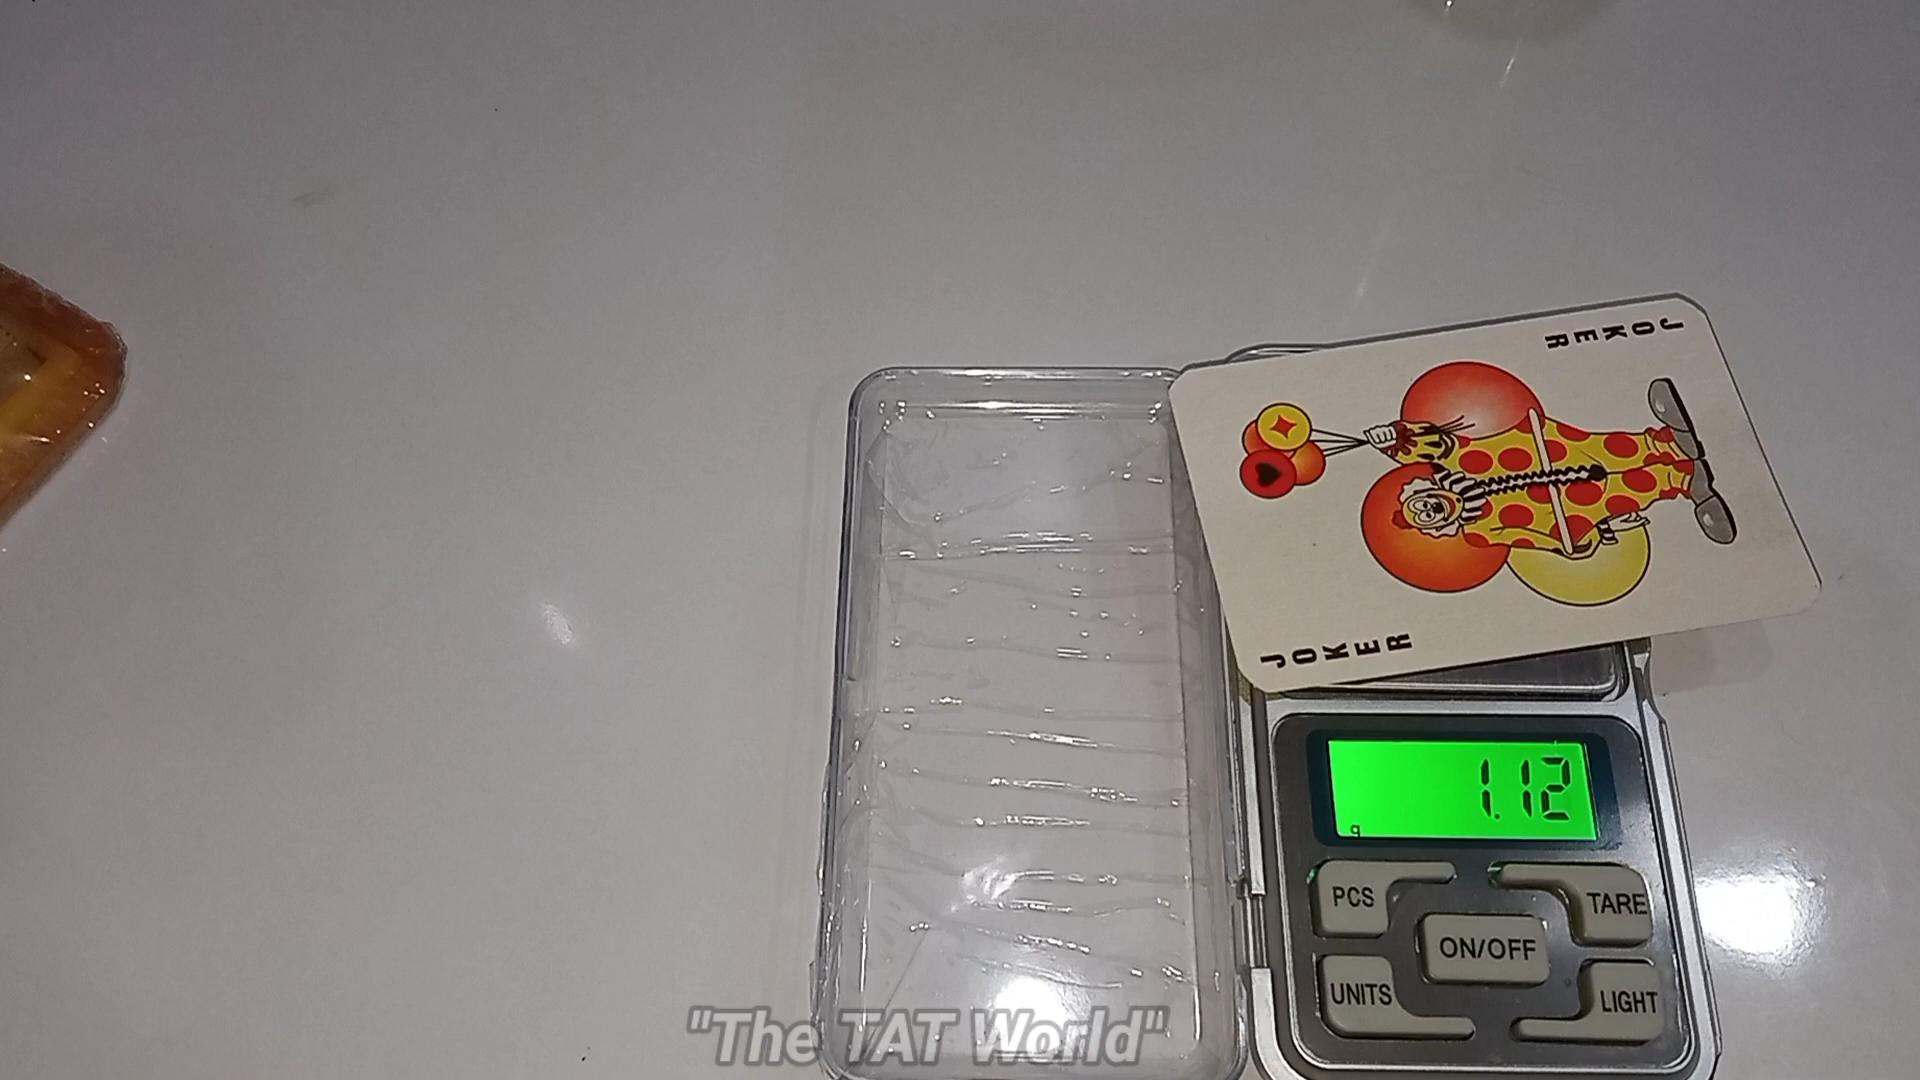 JOKER
JOKER
1.12
g
PCS
TARE
ON/OFF
UNITS
LIGHT
"The TAT World"